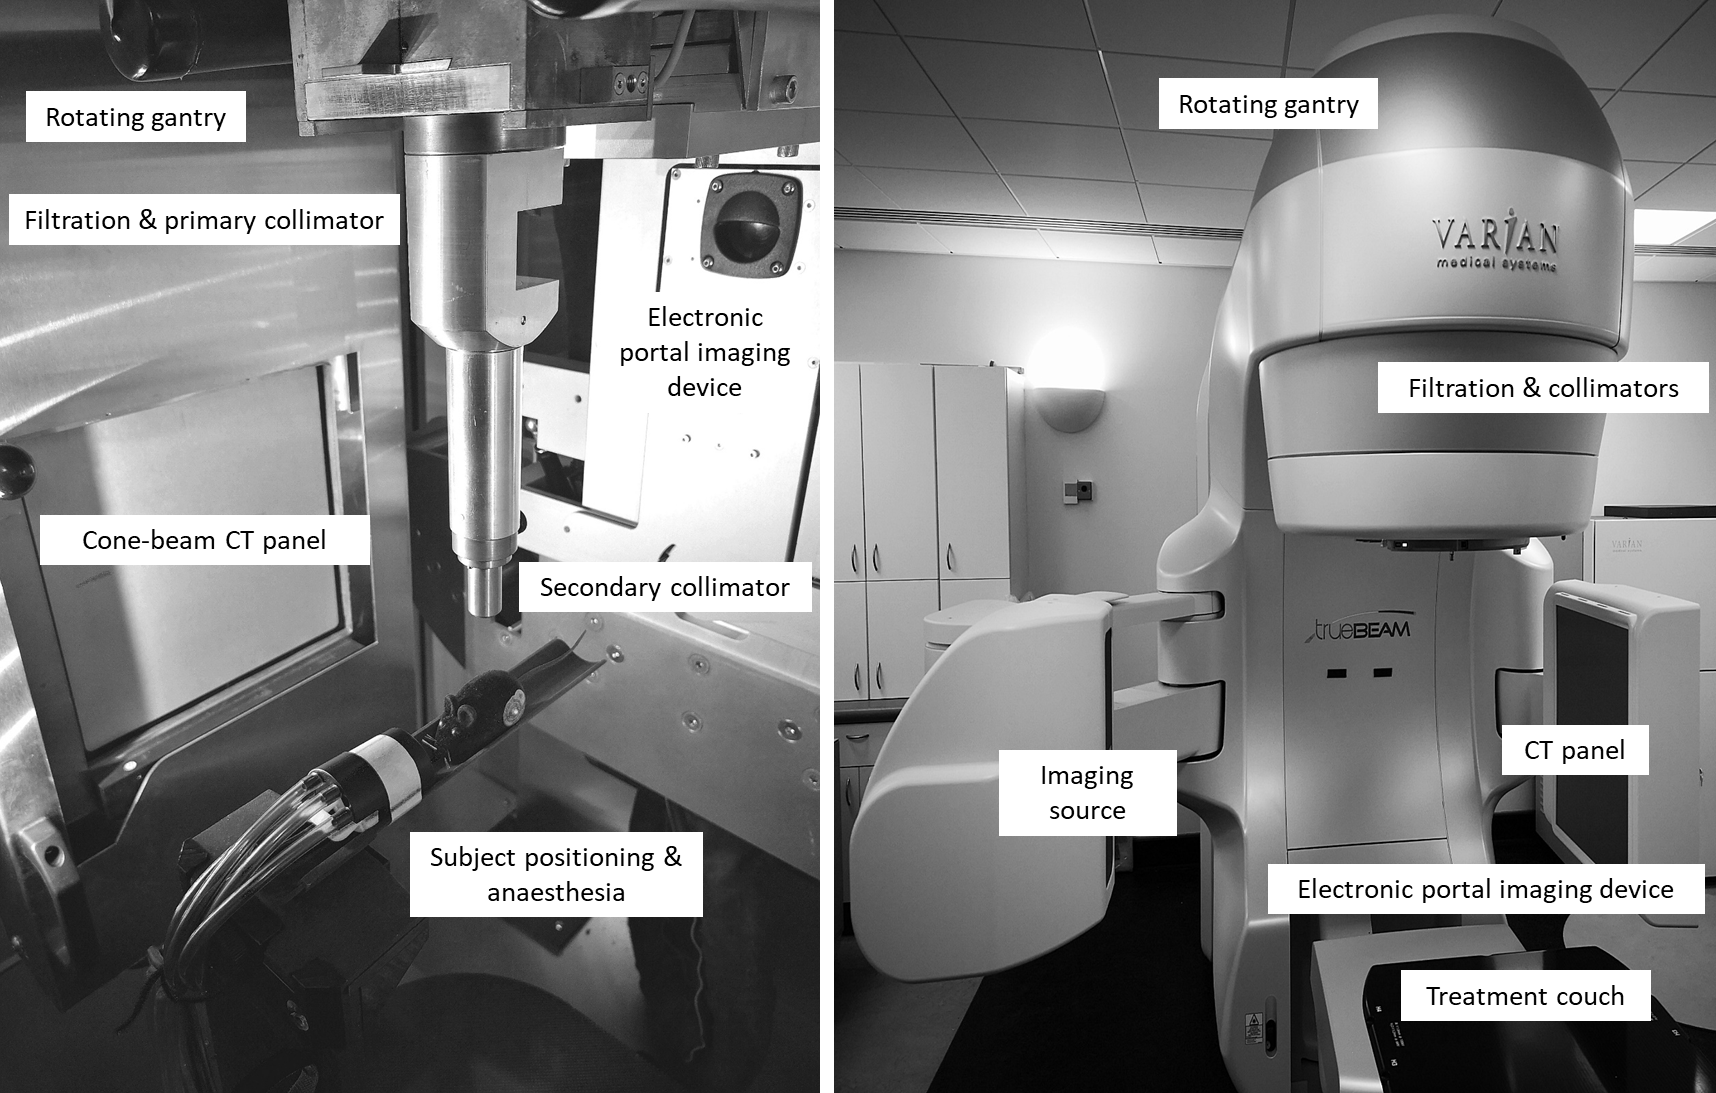 Rotating gantry
Filtration & primary collimator
Electronic
portal imaging
device
Cone-beam CT panel
Secondary collimator
Subject positioning &
anaesthesia
Rotating gantry
VARIAN
medical systems
Filtration & collimators
VARIAN
trueBEAM
CT panel
Imaging
source
Electronic portal imaging device
Treatment couch